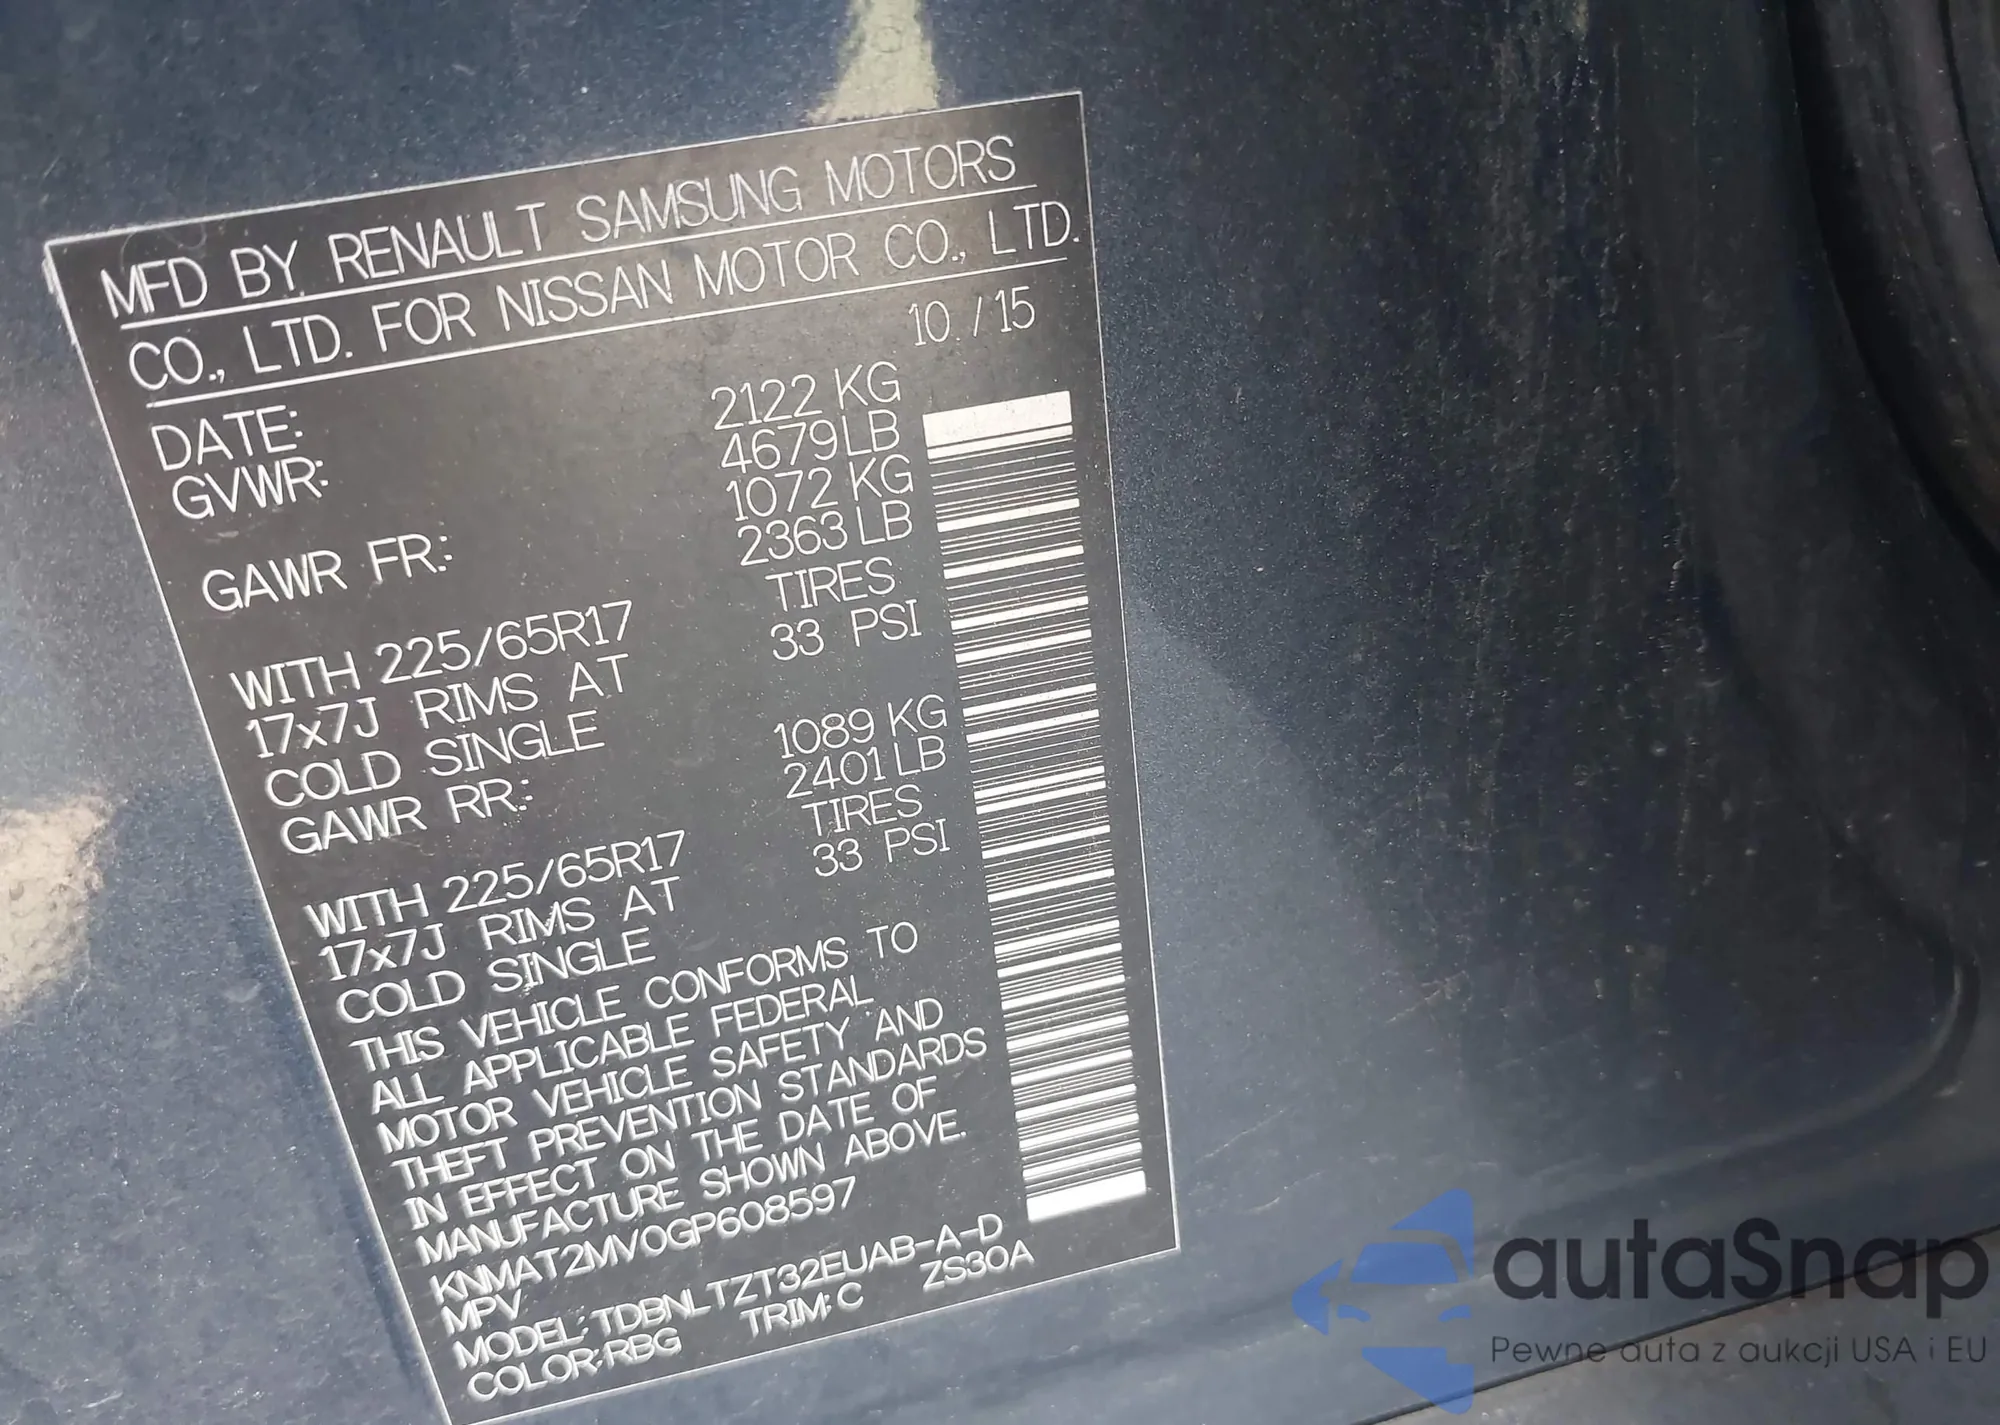 MFD BY RENAULT SAMSUNG MOTORS
CO., LTD. FOR NISSAN MOTOR CO., LTD.
DATE: 10./15
GVWR: 2122 KG
4679 LB
GAWR FR.: 1072 KG
2363 LB
WITH 225/65R17 TIRES
17x7J RIMS AT 33 PSI
COLD SINGLE
GAWR RR.: 1089 KG
2401 LB
WITH 225/65R17 TIRES
17x7J RIMS AT 33 PSI
COLD SINGLE
THIS VEHICLE CONFORMS TO
ALL APPLICABLE FEDERAL
MOTOR VEHICLE SAFETY AND
THEFT PREVENTION STANDARDS
IN EFFECT ON THE DATE OF
MANUFACTURE SHOWN ABOVE.
KNMAT2MV0GP608597
MPV
MODEL: TDBNLTZT32EUAB-A-D
COLOR: RBG TRIM: C ZS30A
autaSnap
Pewne auta z aukcji USA i EU